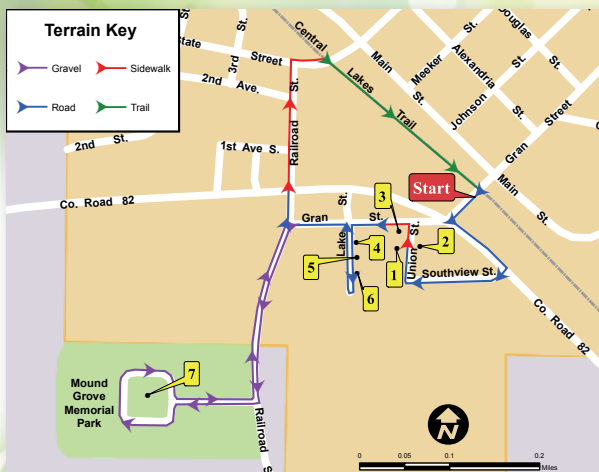 Terrain Key
Gravel
Sidewalk
Road
Trail
St.
State
Street
3rd St.
2nd Ave.
2nd St.
1st Ave S.
Railroad St.
Co. Road 82
Central
Lakes
Trail
Main
St.
Meeker
St.
Alexandria
St.
Douglas
St.
Johnson
St.
Gran
Street
Main
St.
Start
Gran
St.
St.
Lake
Union
St.
Southview St.
Co. Road 82
3
2
4
1
5
6
7
Mound
Grove
Memorial
Park
Railroad
S
N
0
0.05
0.1
0.2
Miles